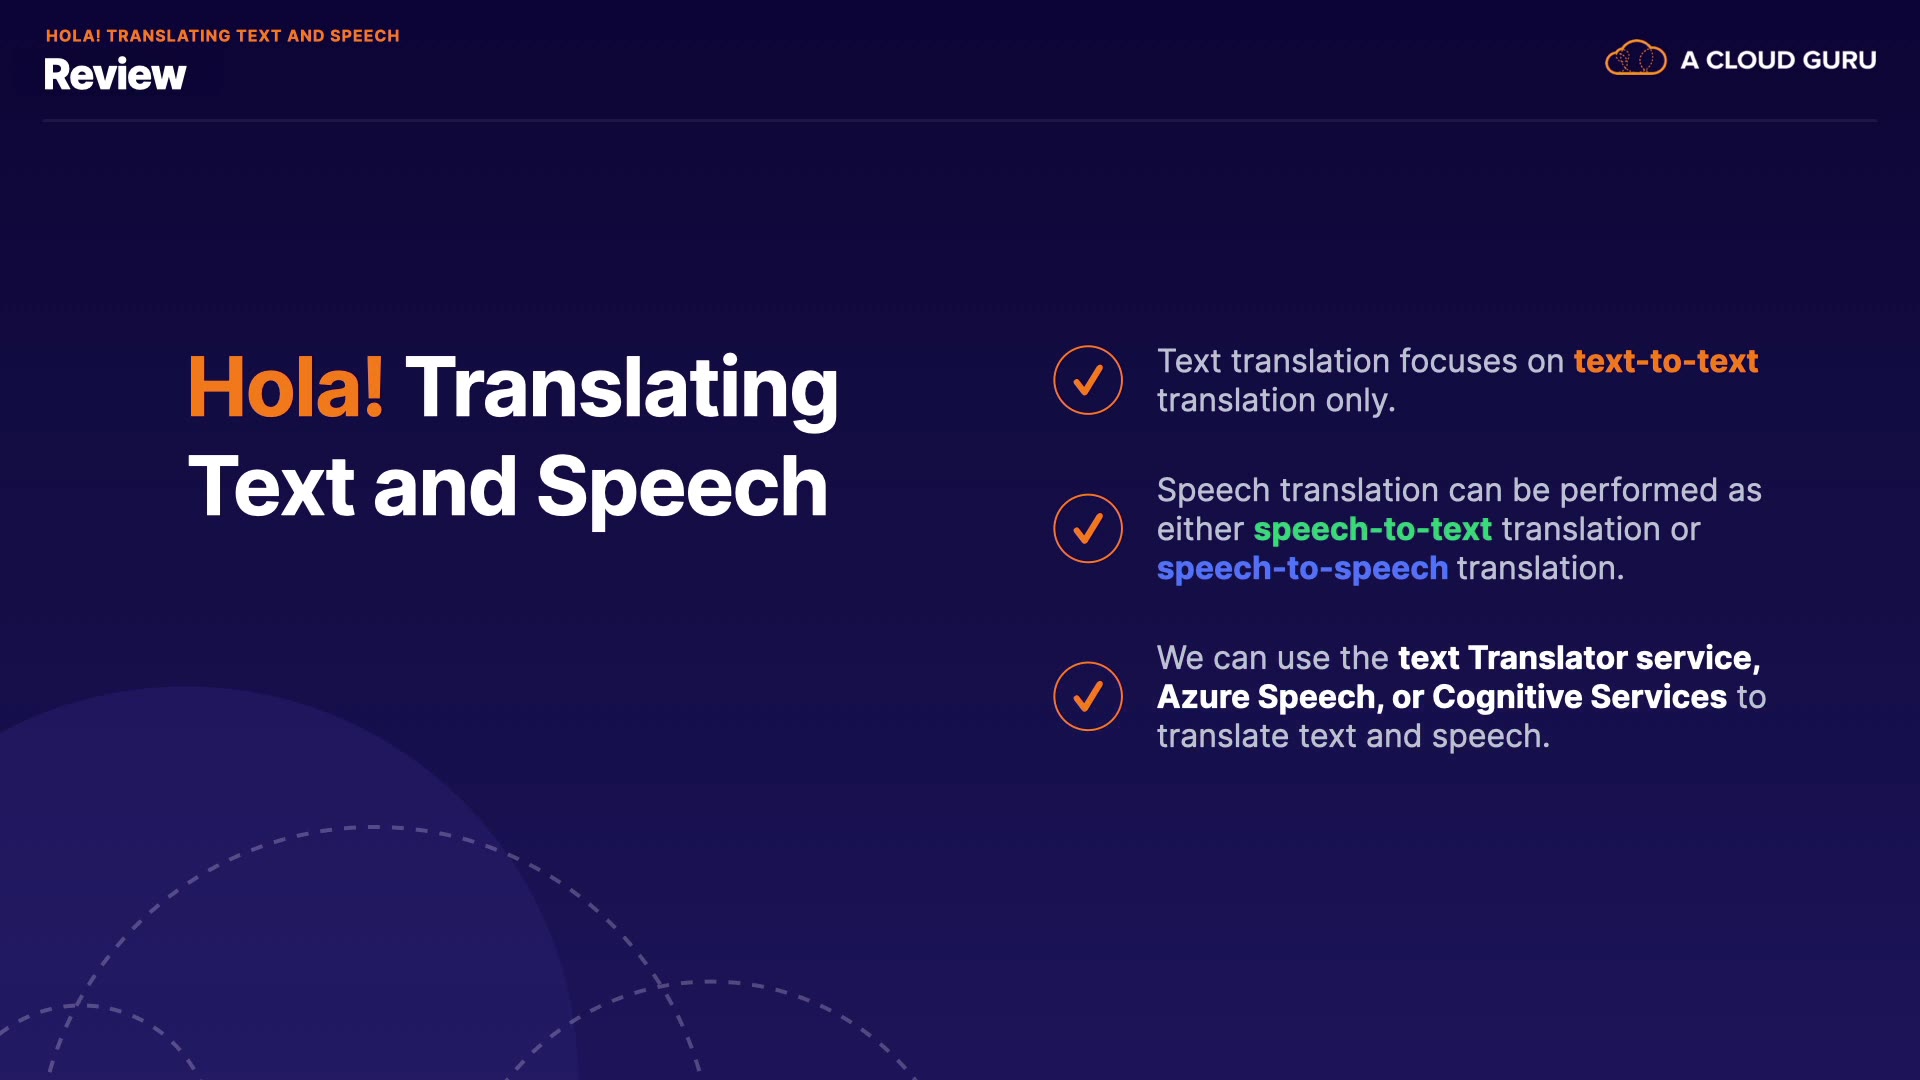 HOLA! TRANSLATING TEXT AND SPEECH
Review
A CLOUD GURU
Hola! Translating
Text and Speech
Text translation focuses on text-to-text
translation only.
Speech translation can be performed as
either speech-to-text translation or
speech-to-speech translation.
We can use the text Translator service,
Azure Speech, or Cognitive Services to
translate text and speech.